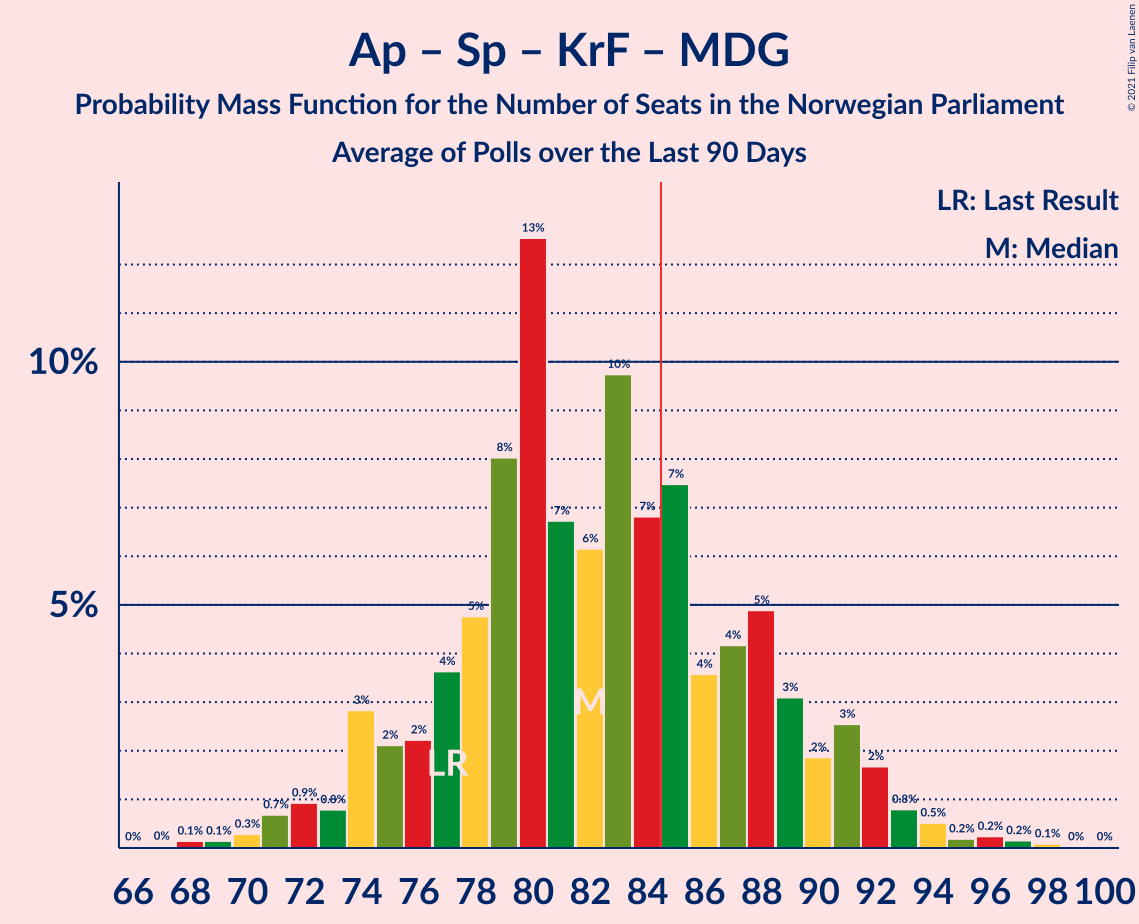 © 2021 Filip van Laenen
Ap – Sp – KrF – MDG
Probability Mass Function for the Number of Seats in the Norwegian Parliament
Average of Polls over the Last 90 Days
LR: Last Result
M: Median
10%
5%
0% 0% 0.1% 0.1% 0.3% 0.7% 0.9% 0.8% 3% 2% 2% 4% 5% 8% 13% 7% 6% 10% 7% 7% 4% 4% 5% 3% 2% 3% 2% 0.8% 0.5% 0.2% 0.2% 0.2% 0.1% 0% 0%
LR
M
66 68 70 72 74 76 78 80 82 84 86 88 90 92 94 96 98 100